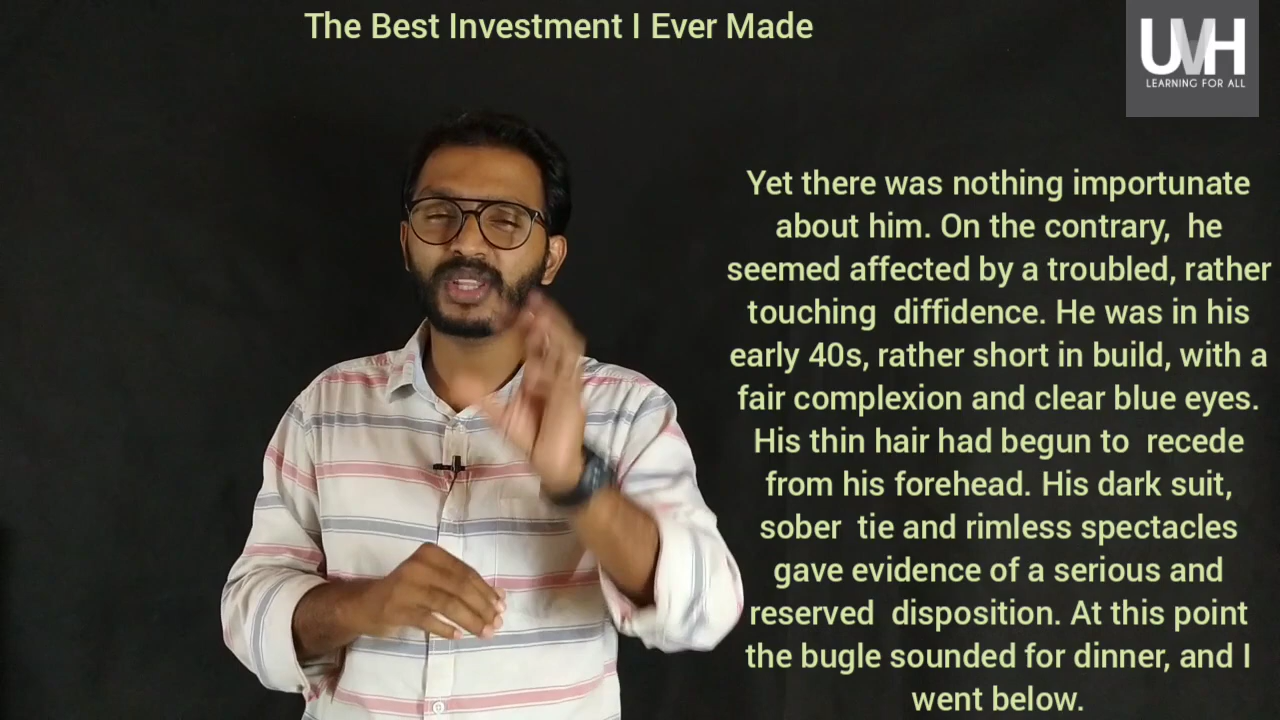 The Best Investment I Ever Made
UVH
LEARNING FOR ALL
Yet there was nothing importunate
about him. On the contrary, he
seemed affected by a troubled, rather
touching diffidence. He was in his
early 40s, rather short in build, with a
fair complexion and clear blue eyes.
His thin hair had begun to recede
from his forehead. His dark suit,
sober tie and rimless spectacles
gave evidence of a serious and
reserved disposition. At this point
the bugle sounded for dinner, and I
went below.